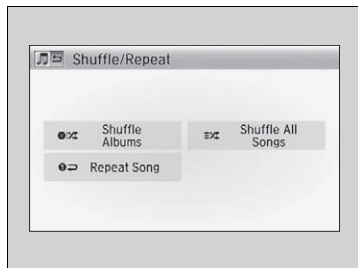 Shuffle/Repeat
Shuffle
Albums
Shuffle All
Songs
Repeat Song